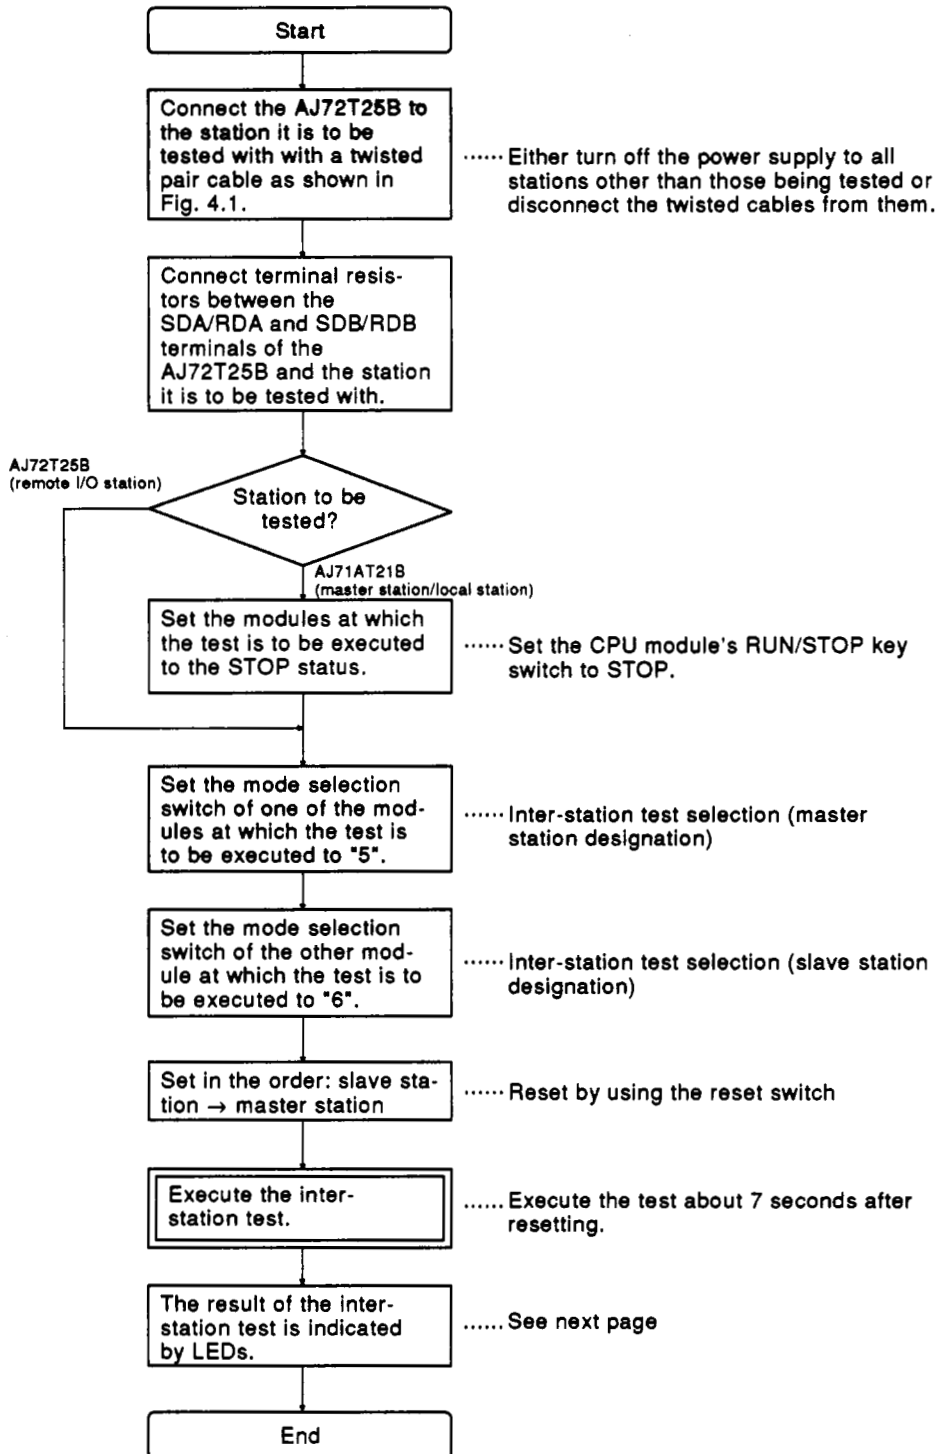 Start
Connect the AJ72T25B to
the station it is to be
tested with with a twisted
pair cable as shown in
Fig. 4.1.
...... Either turn off the power supply to all
stations other than those being tested or
disconnect the twisted cables from them.
Connect terminal resis-
tors between the
SDA/RDA and SDB/RDB
terminals of the
AJ72T25B and the station
it is to be tested with.
AJ72T25B
(remote I/O station)
Station to be
tested?
AJ71AT21B
(master station/local station)
Set the modules at which
the test is to be executed
to the STOP status.
...... Set the CPU module's RUN/STOP key
switch to STOP.
Set the mode selection
switch of one of the mod-
ules at which the test is
to be executed to "5".
...... Inter-station test selection (master
station designation)
Set the mode selection
switch of the other mod-
ule at which the test is to
be executed to "6".
...... Inter-station test selection (slave station
designation)
Set in the order: slave sta-
tion → master station
...... Reset by using the reset switch
Execute the inter-
station test.
...... Execute the test about 7 seconds after
resetting.
The result of the inter-
station test is indicated
by LEDs.
...... See next page
End